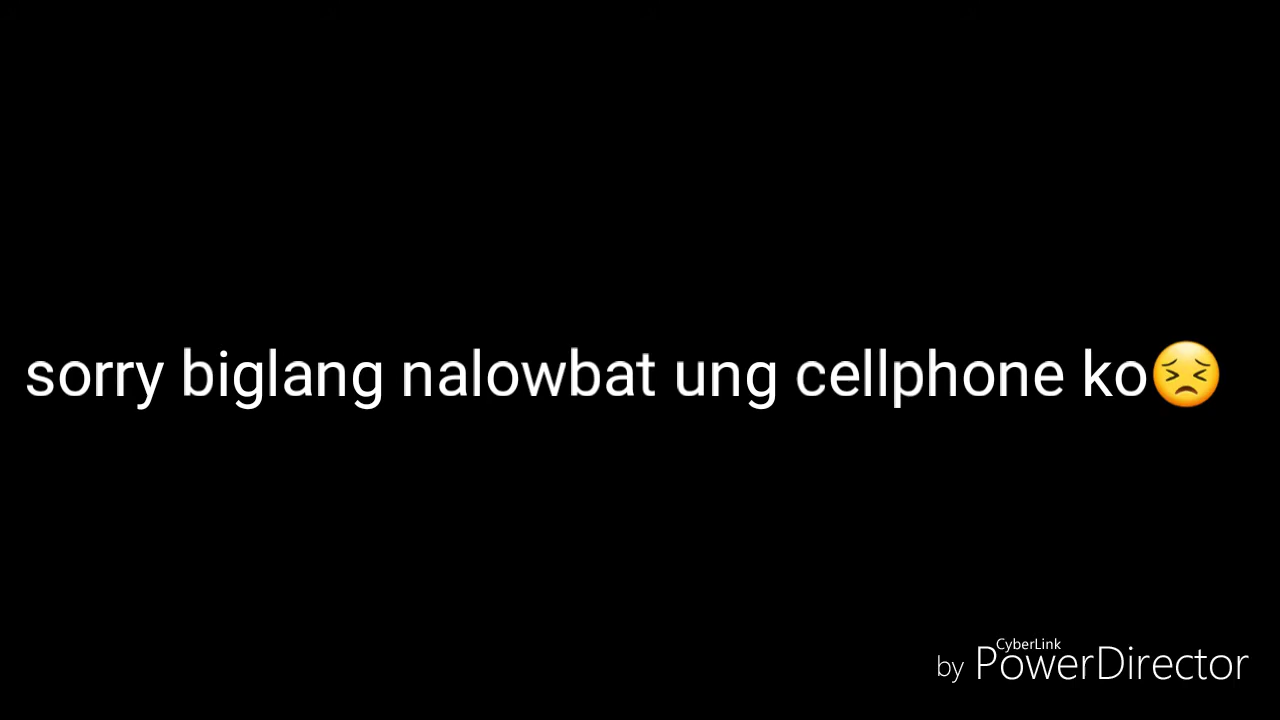 sorry biglang nalowbat ung cellphone ko😣
CyberLink
by PowerDirector